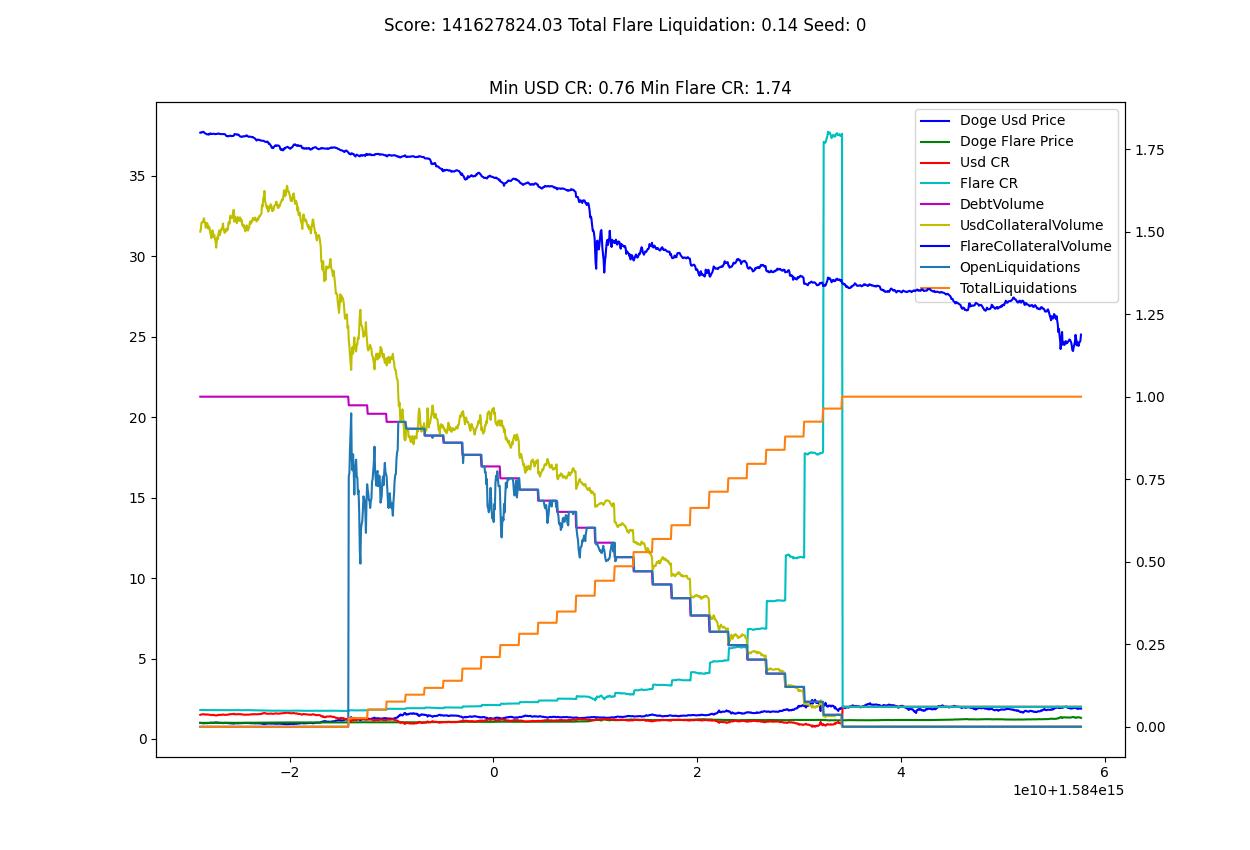 Score: 141627824.03 Total Flare Liquidation: 0.14 Seed: 0
Min USD CR: 0.76 Min Flare CR: 1.74
Doge Usd Price
Doge Flare Price
Usd CR
Flare CR
DebtVolume
UsdCollateralVolume
FlareCollateralVolume
OpenLiquidations
TotalLiquidations
35
30
25
20
15
10
5
0
1.75
1.50
1.25
1.00
0.75
0.50
0.25
0.00
−2
0
2
4
6
1e10+1.584e15